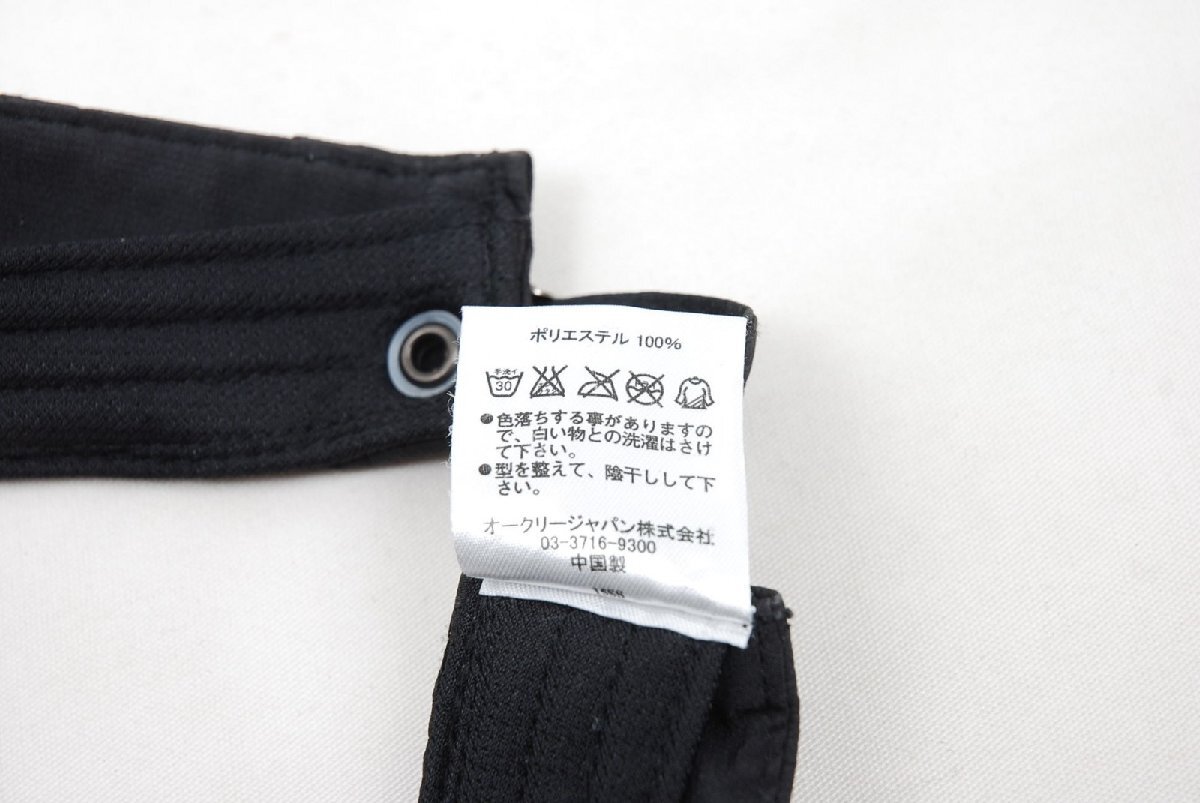 ポリエステル 100%
手洗イ
30
●色落ちする事がありますの
で、白い物との洗濯はさけ
て下さい。
●型を整えて、陰干しして下
さい。
オークリージャパン株式会社
03-3716-9300
中国製